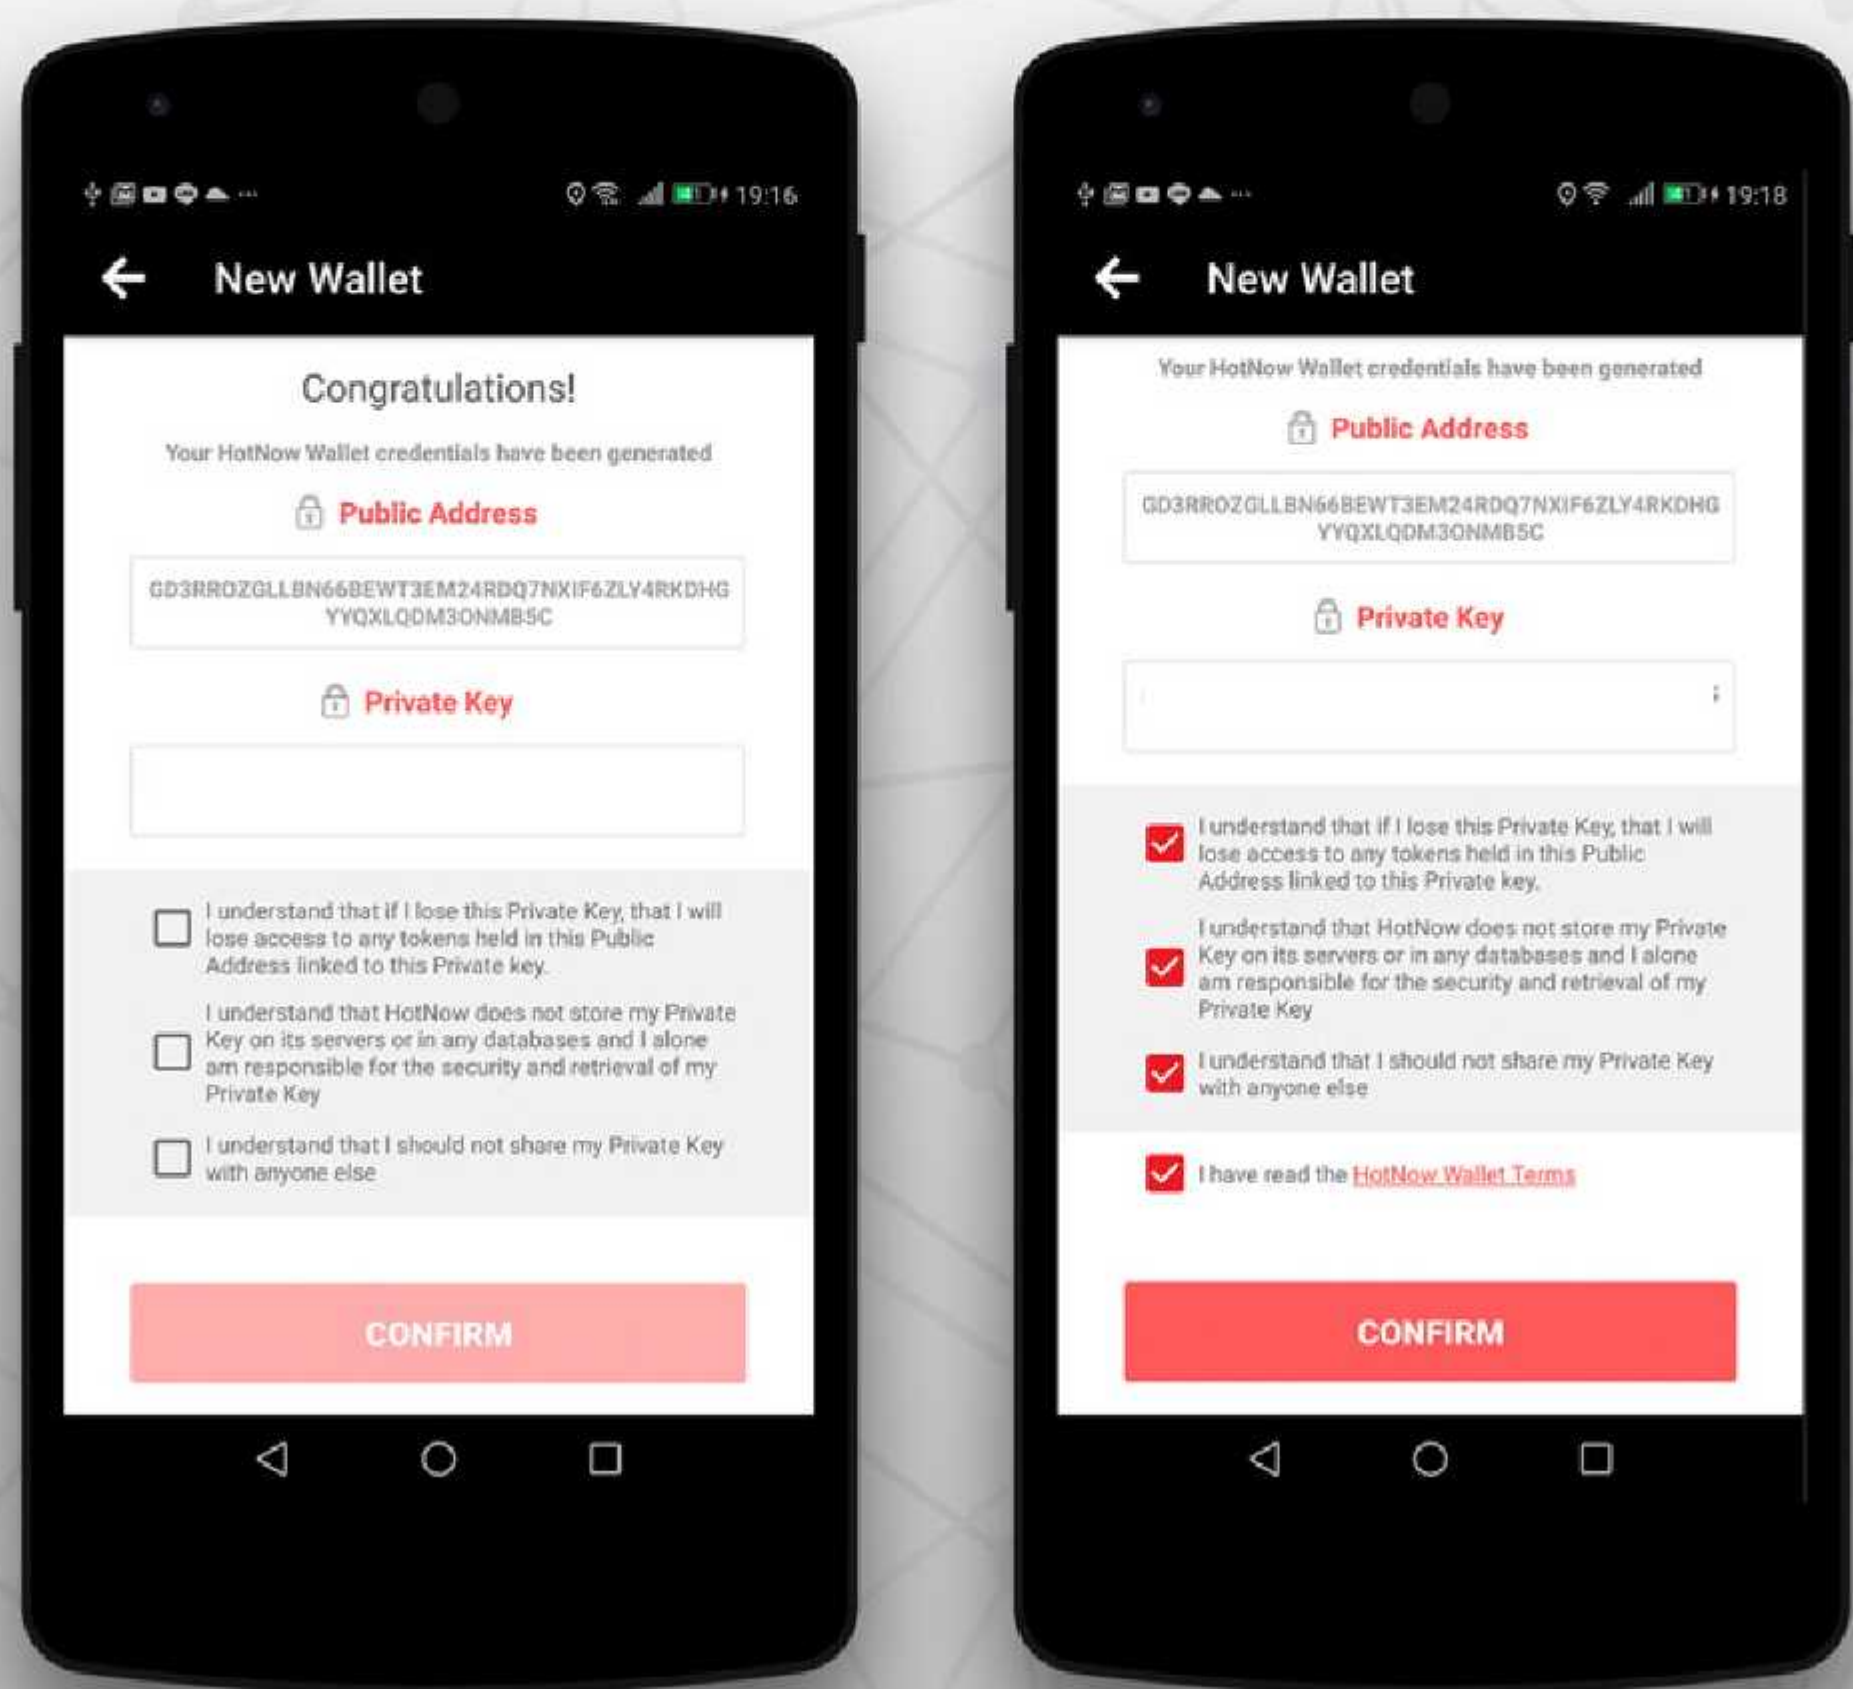 19:16
New Wallet
Congratulations!
Your HotNow Wallet credentials have been generated
Public Address
GD3RROZGLLBN66BEWT3EM24RDQ7NXIF6ZLY4RKDHG
YYQXLQDM3ONMB5C
Private Key
I understand that if I lose this Private Key, that I will
lose access to any tokens held in this Public
Address linked to this Private key.
I understand that HotNow does not store my Private
Key on its servers or in any databases and I alone
am responsible for the security and retrieval of my
Private Key
I understand that I should not share my Private Key
with anyone else
CONFIRM
19:18
New Wallet
Your HotNow Wallet credentials have been generated
Public Address
GD3RROZGLLBN66BEWT3EM24RDQ7NXIF6ZLY4RKDHG
YYQXLQDM3ONMB5C
Private Key
I understand that if I lose this Private Key, that I will
lose access to any tokens held in this Public
Address linked to this Private key.
I understand that HotNow does not store my Private
Key on its servers or in any databases and I alone
am responsible for the security and retrieval of my
Private Key
I understand that I should not share my Private Key
with anyone else
I have read the HotNow Wallet Terms
CONFIRM